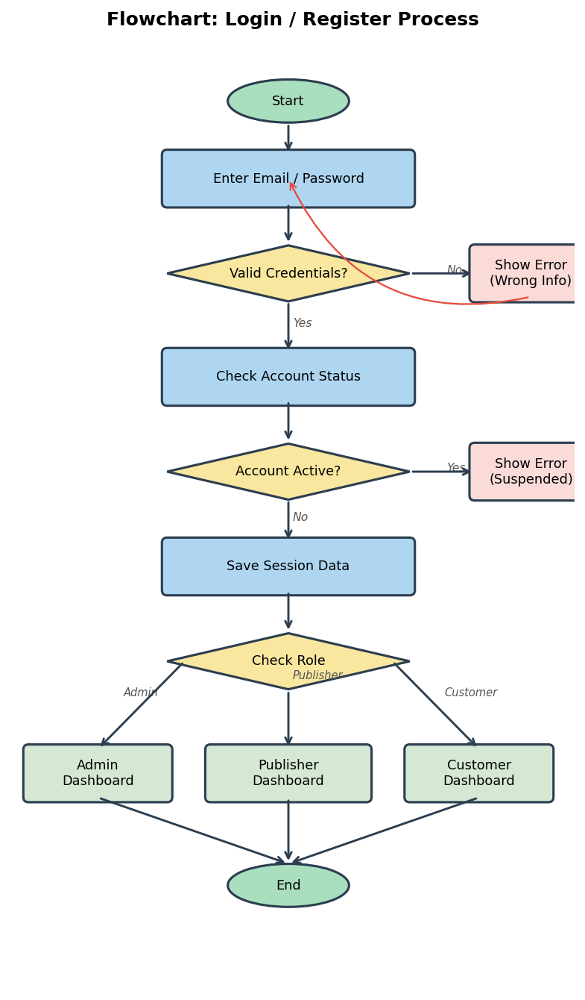 Flowchart: Login / Register Process
Start
Enter Email / Password
Valid Credentials?
No
Show Error
(Wrong Info)
Yes
Check Account Status
Account Active?
Yes
Show Error
(Suspended)
No
Save Session Data
Check Role
Publisher
Admin
Customer
Admin
Dashboard
Publisher
Dashboard
Customer
Dashboard
End